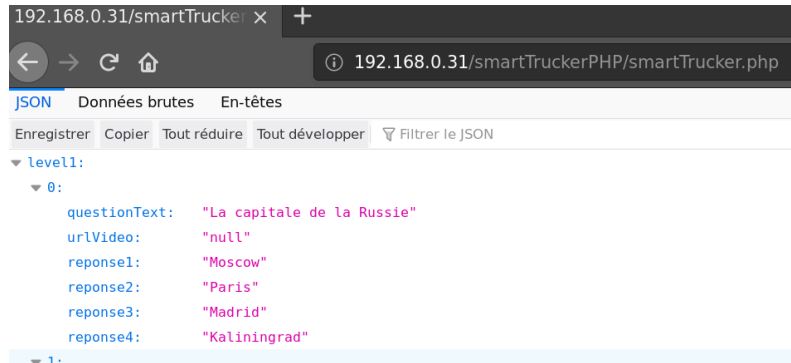 192.168.0.31/smartTrucker
192.168.0.31/smartTruckerPHP/smartTrucker.php
JSON Données brutes En-têtes
Enregistrer Copier Tout réduire Tout développer Filtrer le JSON
level1:
0:
questionText: "La capitale de la Russie"
urlVideo: "null"
reponse1: "Moscow"
reponse2: "Paris"
reponse3: "Madrid"
reponse4: "Kaliningrad"
1: